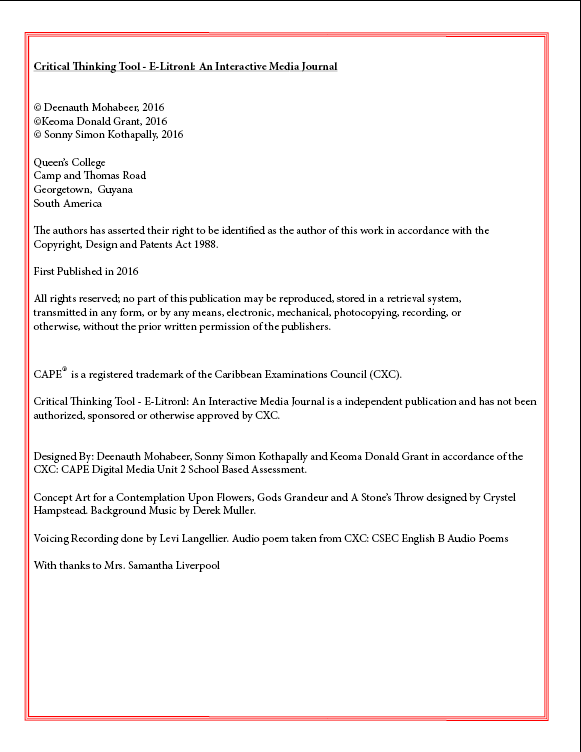 Critical Thinking Tool - E-Litronl: An Interactive Media Journal
© Deenauth Mohabeer, 2016
©Keoma Donald Grant, 2016
© Sonny Simon Kothapally, 2016
Queen's College
Camp and Thomas Road
Georgetown, Guyana
South America
The authors has asserted their right to be identified as the author of this work in accordance with the
Copyright, Design and Patents Act 1988.
First Published in 2016
All rights reserved; no part of this publication may be reproduced, stored in a retrieval system,
transmitted in any form, or by any means, electronic, mechanical, photocopying, recording, or
otherwise, without the prior written permission of the publishers.
CAPE® is a registered trademark of the Caribbean Examinations Council (CXC).
Critical Thinking Tool - E-Litronl: An Interactive Media Journal is a independent publication and has not been
authorized, sponsored or otherwise approved by CXC.
Designed By: Deenauth Mohabeer, Sonny Simon Kothapally and Keoma Donald Grant in accordance of the
CXC: CAPE Digital Media Unit 2 School Based Assessment.
Concept Art for a Contemplation Upon Flowers, Gods Grandeur and A Stone's Throw designed by Crystel
Hampstead. Background Music by Derek Muller.
Voicing Recording done by Levi Langellier. Audio poem taken from CXC: CSEC English B Audio Poems
With thanks to Mrs. Samantha Liverpool